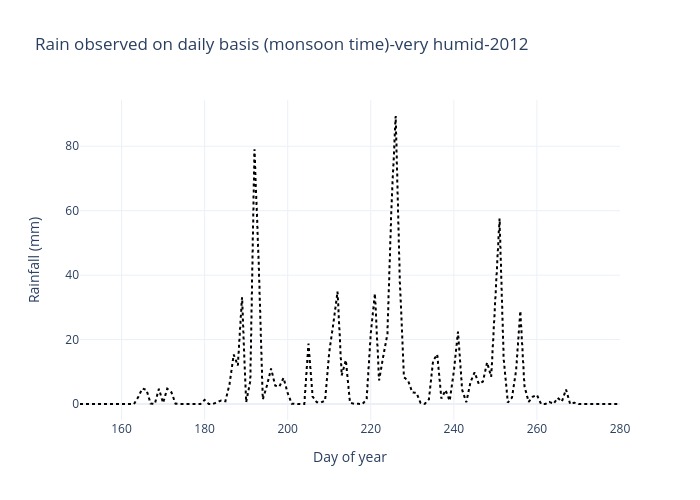 Rain observed on daily basis (monsoon time)-very humid-2012
80
60
40
20
0
Rainfall (mm)
160 180 200 220 240 260 280
Day of year